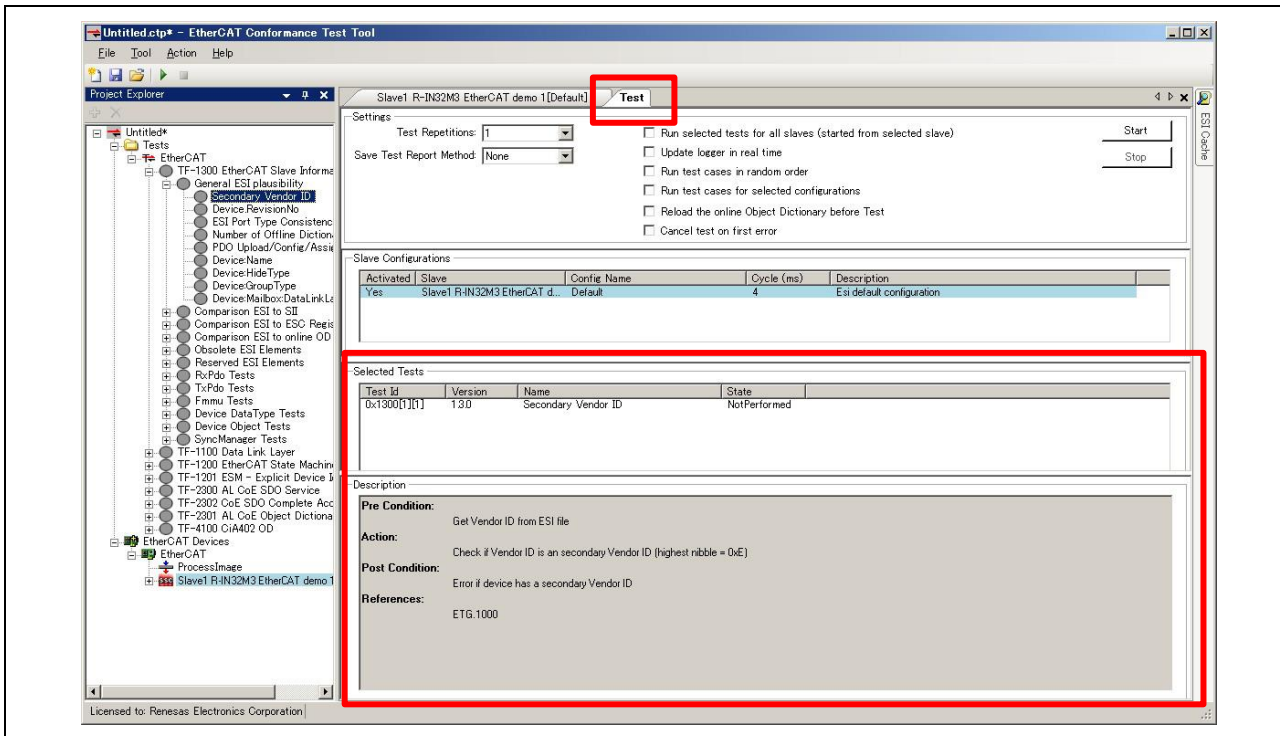 Untitled.ctp* - EtherCAT Conformance Test Tool
File Tool Action Help
Project Explorer
Untitled*
Tests
EtherCAT
TF-1300 EtherCAT Slave Informa
General ESI plausibility
Secondary Vendor ID
Device:RevisionNo
ESI Port Type Consistenc
Number of Offline Diction
PDO Upload/Config/Assig
Device:Name
Device:HideType
Device:GroupType
Device:Mailbox:DataLinkLa
Comparison ESI to SII
Comparison ESI to ESC Regis
Comparison ESI to online OD
Obsolete ESI Elements
Reserved ESI Elements
RxPdo Tests
TxPdo Tests
Fmmu Tests
Device DataType Tests
Device Object Tests
SyncManager Tests
TF-1100 Data Link Layer
TF-1200 EtherCAT State Machin
TF-1201 ESM - Explicit Device I
TF-2300 AL CoE SDO Service
TF-2302 CoE SDO Complete Acc
TF-2301 AL CoE Object Dictiona
TF-4100 CiA402 OD
EtherCAT Devices
EtherCAT
ProcessImage
Slave1 R-IN32M3 EtherCAT demo 1
Slave1 R-IN32M3 EtherCAT demo 1[Default] Test
ESI Cache
Settings
Test Repetitions: 1
Save Test Report Method: None
Run selected tests for all slaves (started from selected slave)
Update logger in real time
Run test cases in random order
Run test cases for selected configurations
Reload the online Object Dictionary before Test
Cancel test on first error
Start
Stop
Slave Configurations
Activated Slave Config Name Cycle (ms) Description
Yes Slave1 R-IN32M3 EtherCAT d... Default 4 Esi default configuration
Selected Tests
Test Id Version Name State
0x1300[1][1] 1.3.0 Secondary Vendor ID NotPerformed
Description
Pre Condition:
Get Vendor ID from ESI file
Action:
Check if Vendor ID is an secondary Vendor ID (highest nibble = 0xE)
Post Condition:
Error if device has a secondary Vendor ID
References:
ETG.1000
Licensed to: Renesas Electronics Corporation